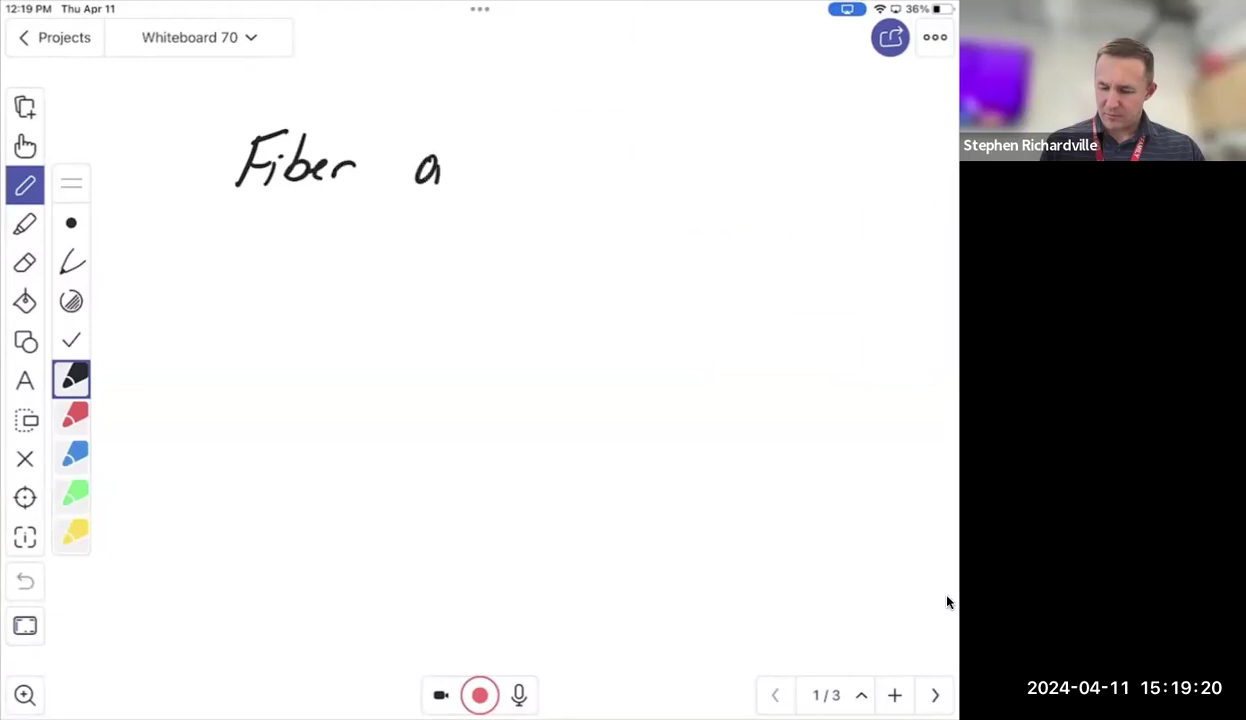 12:19 PM Thu Apr 11
36%
Projects
Whiteboard 70
Fiber a
A
1 / 3
Stephen Richardville
2024-04-11 15:19:20